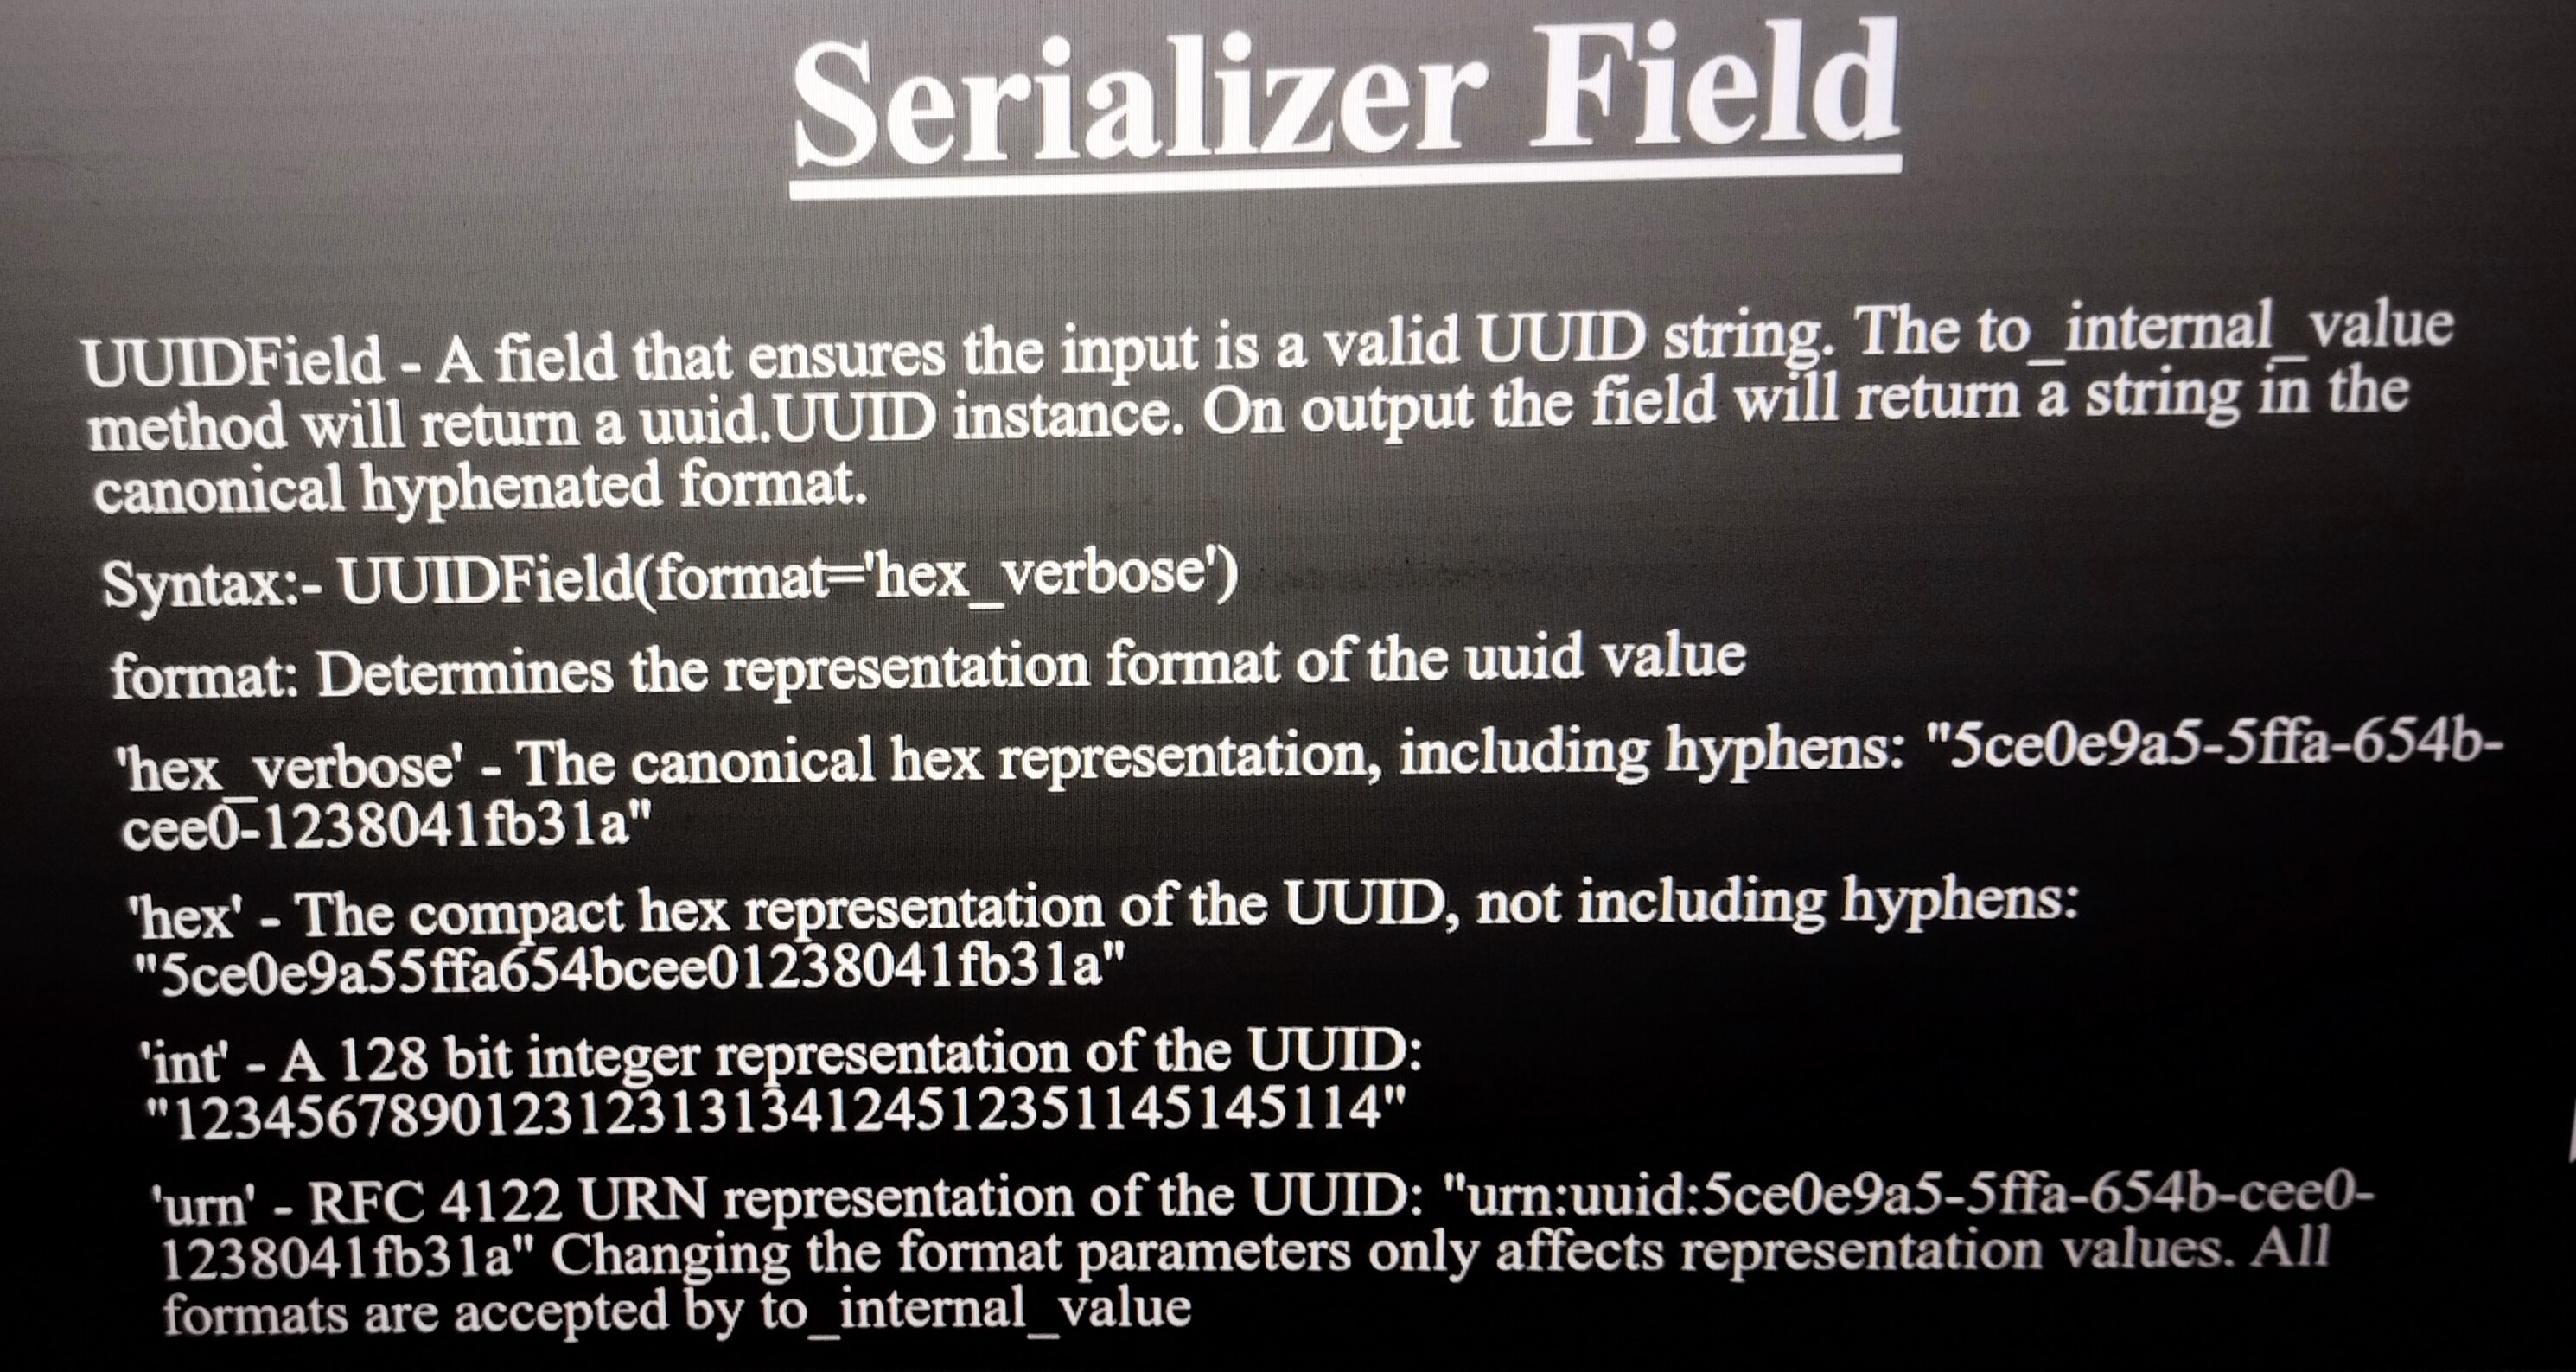 Serializer Field
UUIDField - A field that ensures the input is a valid UUID string. The to_internal_value
method will return a uuid.UUID instance. On output the field will return a string in the
canonical hyphenated format.
Syntax:- UUIDField(format='hex_verbose')
format: Determines the representation format of the uuid value
'hex_verbose' - The canonical hex representation, including hyphens: "5ce0e9a5-5ffa-654b-
cee0-1238041fb31a"
'hex' - The compact hex representation of the UUID, not including hyphens:
"5ce0e9a55ffa654bcee01238041fb31a"
'int' - A 128 bit integer representation of the UUID:
"123456789012312313134124512351145145114"
'urn' - RFC 4122 URN representation of the UUID: "urn:uuid:5ce0e9a5-5ffa-654b-cee0-
1238041fb31a" Changing the format parameters only affects representation values. All
formats are accepted by to_internal_value